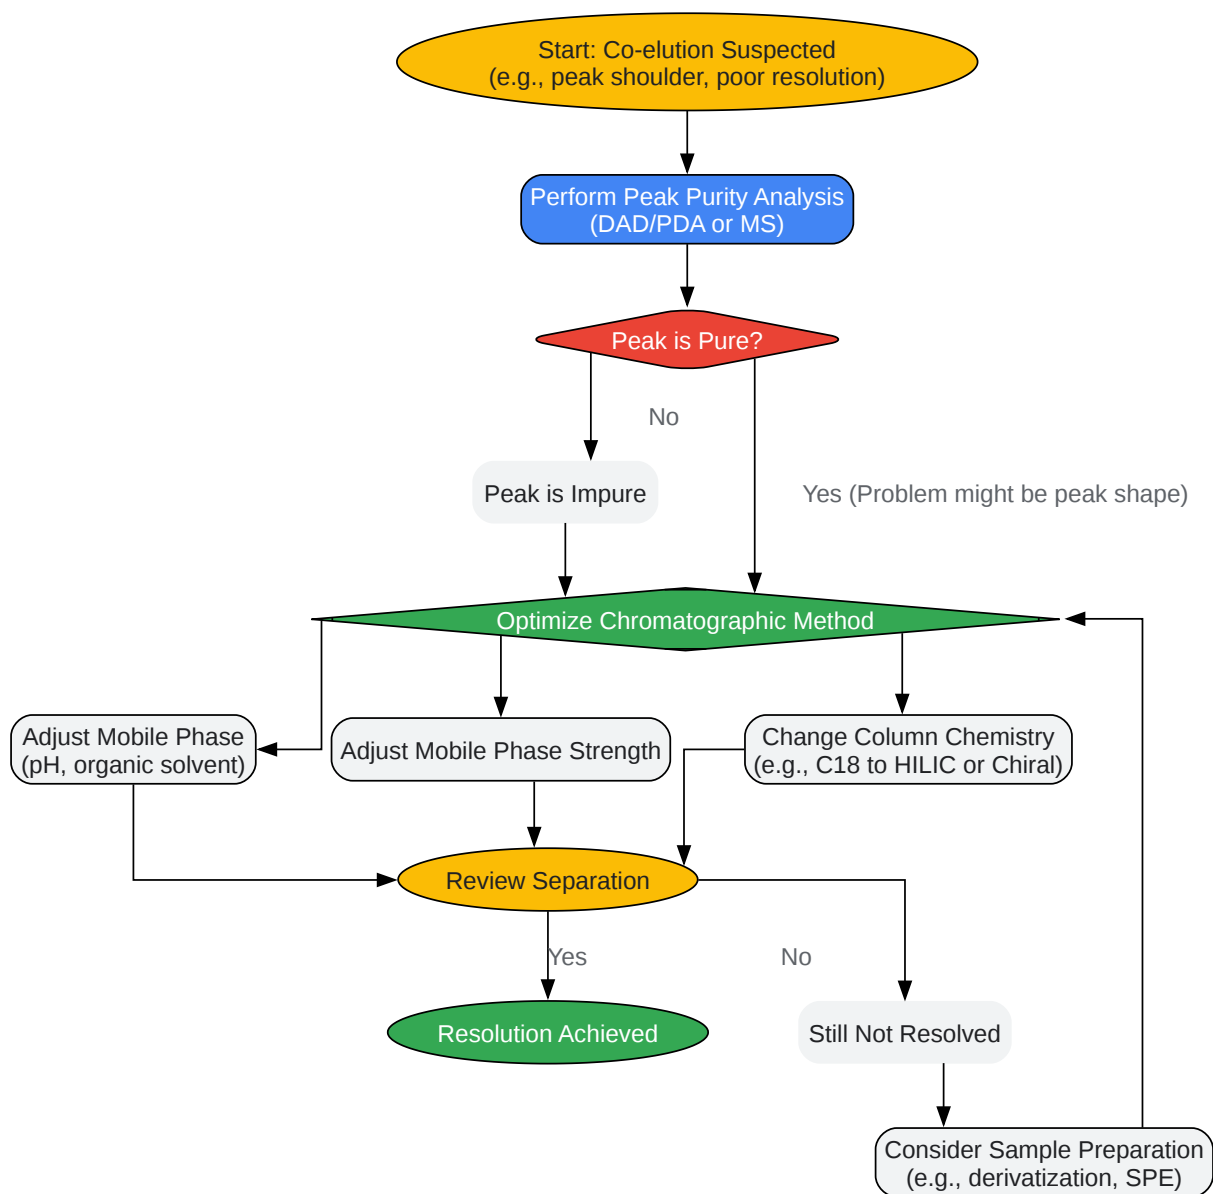 Start: Co-elution Suspected
(e.g., peak shoulder, poor resolution)
Perform Peak Purity Analysis
(DAD/PDA or MS)
Peak is Pure?
No
Peak is Impure
Yes (Problem might be peak shape)
Optimize Chromatographic Method
Adjust Mobile Phase
(pH, organic solvent)
Adjust Mobile Phase Strength
Change Column Chemistry
(e.g., C18 to HILIC or Chiral)
Review Separation
Yes
No
Resolution Achieved
Still Not Resolved
Consider Sample Preparation
(e.g., derivatization, SPE)